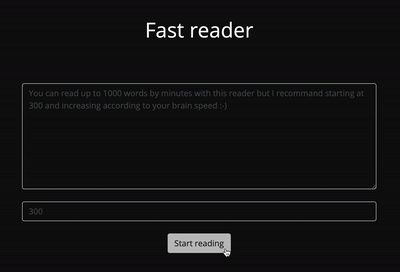 Fast reader
You can read up to 1000 words by minutes with this reader but I recommand starting at
300 and increasing according to your brain speed :-)
300
Start reading